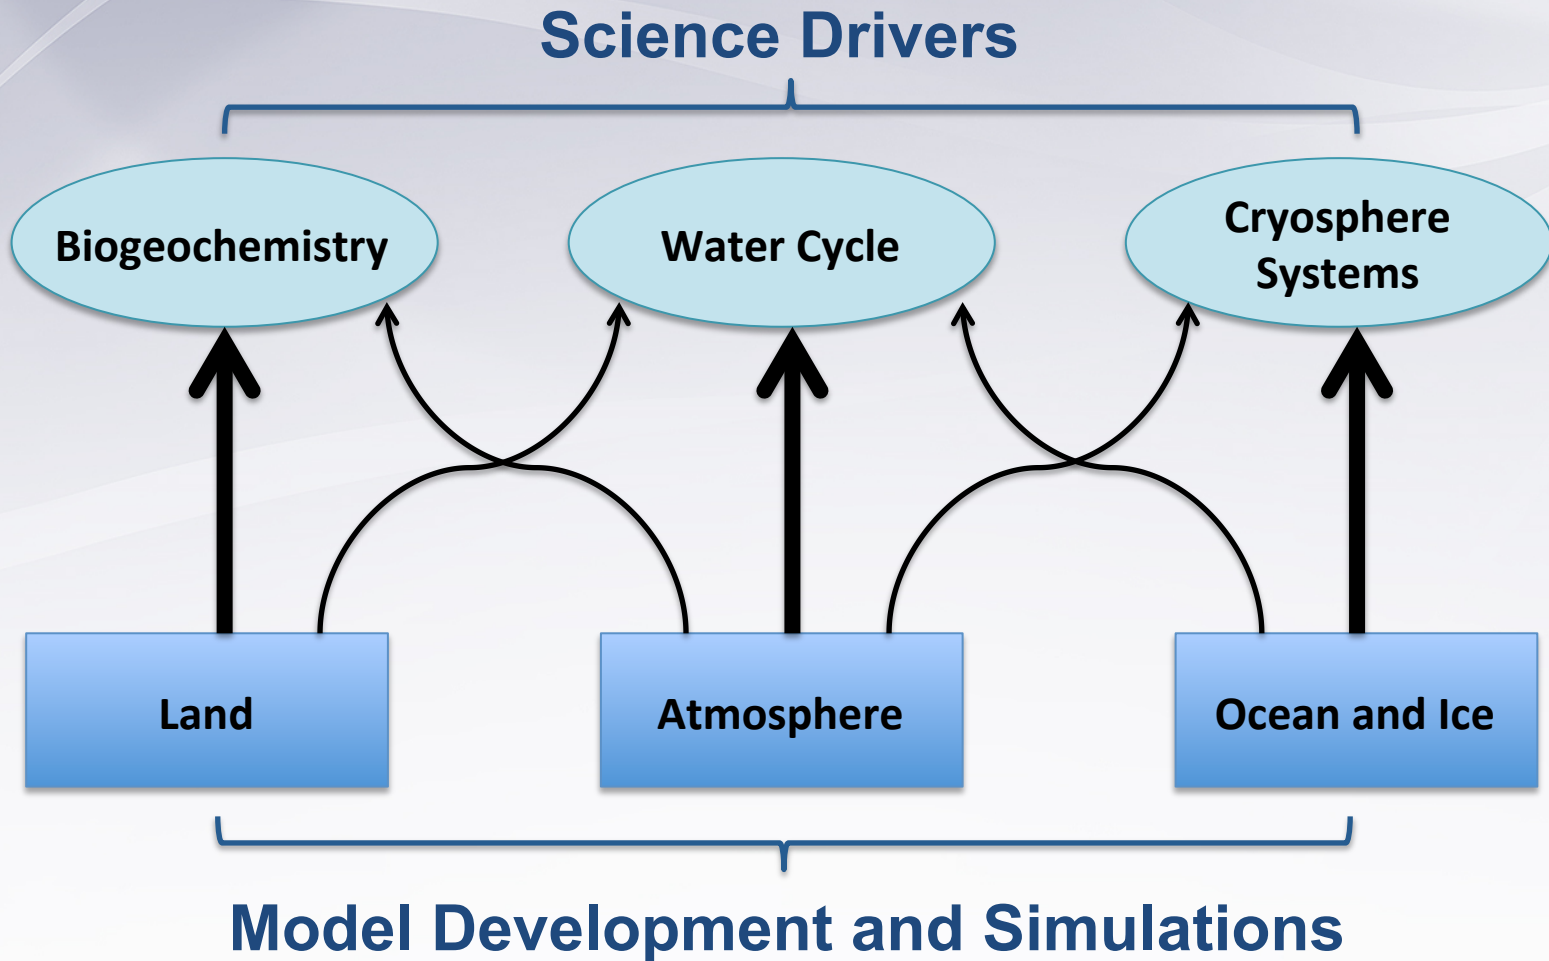 Science Drivers
Biogeochemistry
Water Cycle
Cryosphere
Systems
Land
Atmosphere
Ocean and Ice
Model Development and Simulations